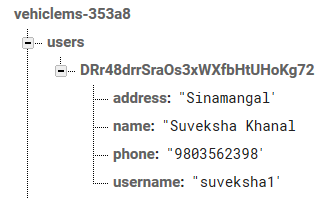 vehiclems-353a8
users
DRr48drrSraOs3xWXfbHtUHoKg72
address: "Sinamangal'
name: "Suveksha Khanal
phone: "9803562398'
username: "suveksha1'